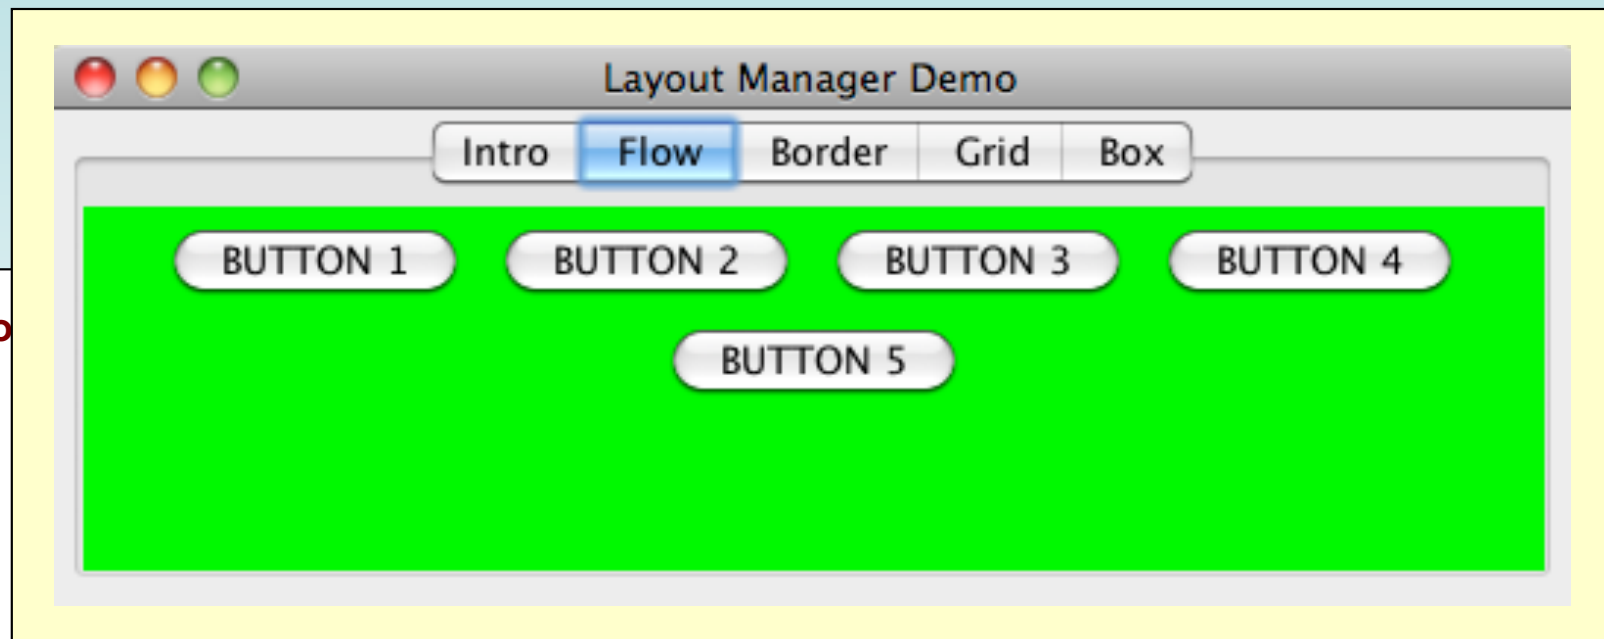 Layout Manager Demo
Intro Flow Border Grid Box
BUTTON 1 BUTTON 2 BUTTON 3 BUTTON 4
BUTTON 5